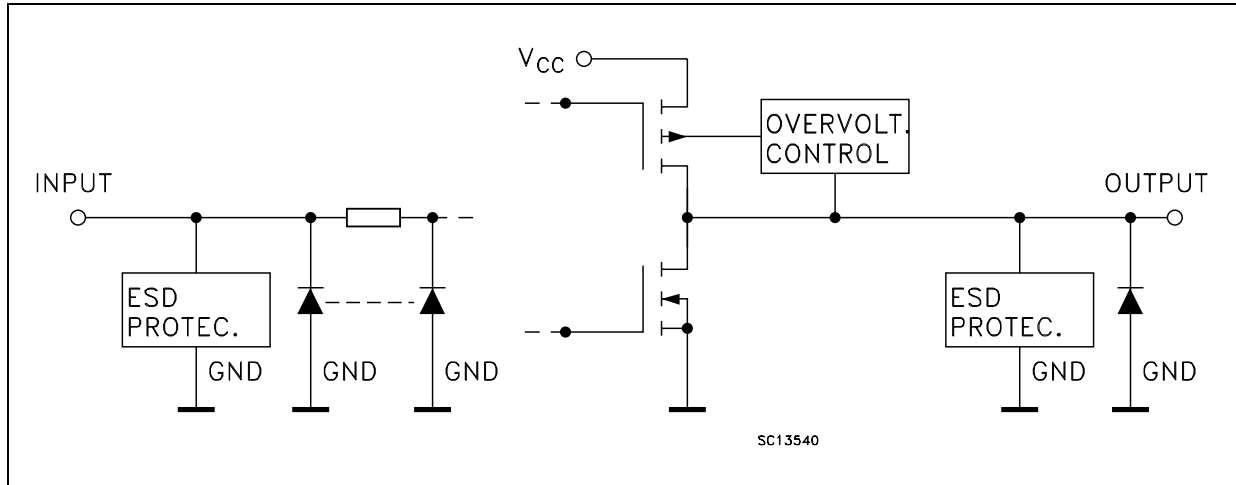 VCC
OVERVOLT.
CONTROL
INPUT
OUTPUT
ESD
PROTEC.
ESD
PROTEC.
GND
GND
GND
GND
GND
SC13540